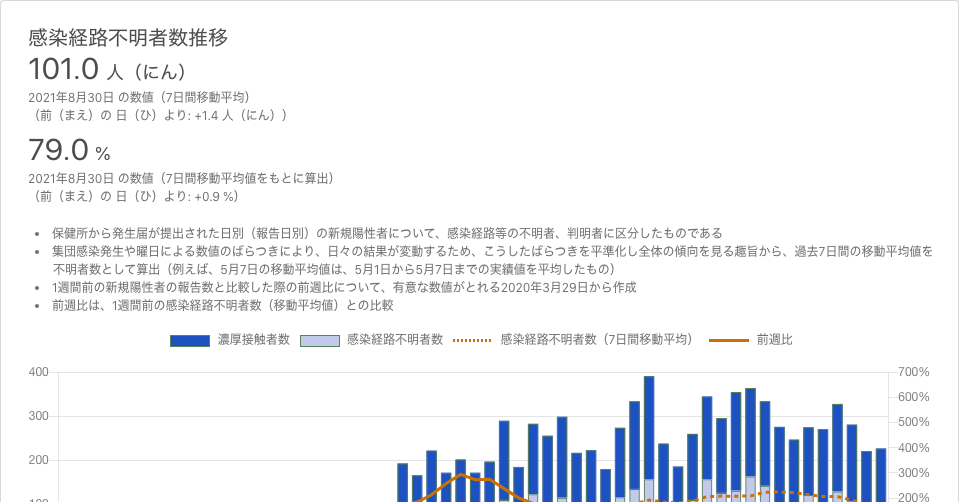 感染経路不明者数推移
101.0 人（にん）
2021年8月30日 の数値（7日間移動平均）
（前（まえ）の 日（ひ）より: +1.4 人（にん））
79.0 %
2021年8月30日 の数値（7日間移動平均値をもとに算出）
（前（まえ）の 日（ひ）より: +0.9 %）
• 保健所から発生届が提出された日別（報告日別）の新規陽性者について、感染経路等の不明者、判明者に区分したものである
• 集団感染発生や曜日による数値のばらつきにより、日々の結果が変動するため、こうしたばらつきを平準化し全体の傾向を見る趣旨から、過去7日間の移動平均値を
不明者数として算出（例えば、5月7日の移動平均値は、5月1日から5月7日までの実績値を平均したもの）
• 1週間前の新規陽性者の報告数と比較した際の前週比について、有意な数値がとれる2020年3月29日から作成
• 前週比は、1週間前の感染経路不明者数（移動平均値）との比較
濃厚接触者数 感染経路不明者数 感染経路不明者数（7日間移動平均） 前週比
400 700%
600%
300 500%
400%
200
300%
100 200%